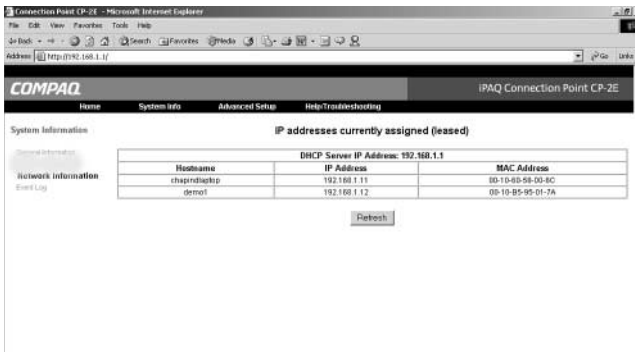 Connection Point CP-2E - Microsoft Internet Explorer
File Edit View Favorites Tools Help
Back Search Favorites Media
Address http://192.168.1.1/ Go Links
COMPAQ iPAQ Connection Point CP-2E
Home System Info Advanced Setup Help/Troubleshooting
System Information
IP addresses currently assigned (leased)
General Information
Network Information
Event Log
DHCP Server IP Address: 192.168.1.1
Hostname IP Address MAC Address
chapindlaptop 192.168.1.11 00-10-60-58-00-6C
demo1 192.168.1.12 00-10-B5-95-01-7A
Refresh